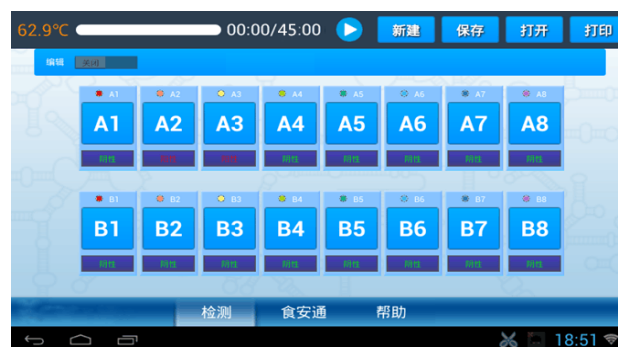 62.9℃ 00:00/45:00 新建 保存 打开 打印
编辑 关闭
A1 A2 A3 A4 A5 A6 A7 A8
A1 A2 A3 A4 A5 A6 A7 A8
阴性 阴性 阴性 阴性 阴性 阴性
B1 B2 B3 B4 B5 B6 B7 B8
B1 B2 B3 B4 B5 B6 B7 B8
阴性 阴性 阴性 阴性 阴性 阴性 阴性 阴性
检测 食安通 帮助
18:51